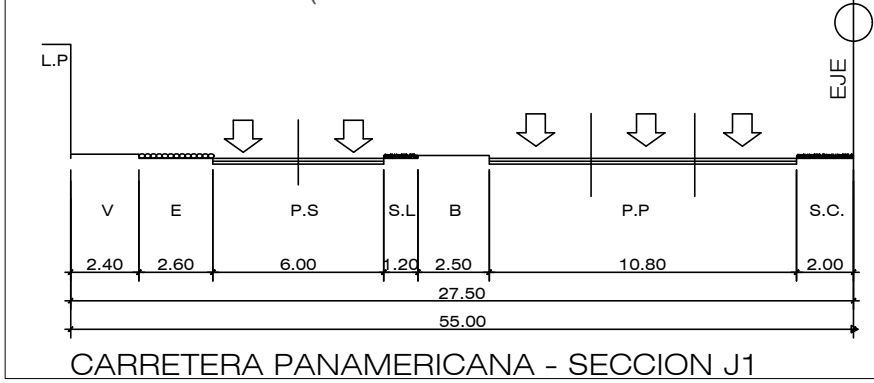 L.P
EJE
V E P.S S.L B P.P S.C.
2.40 2.60 6.00 1.20 2.50 10.80 2.00
27.50
55.00
CARRETERA PANAMERICANA - SECCION J1